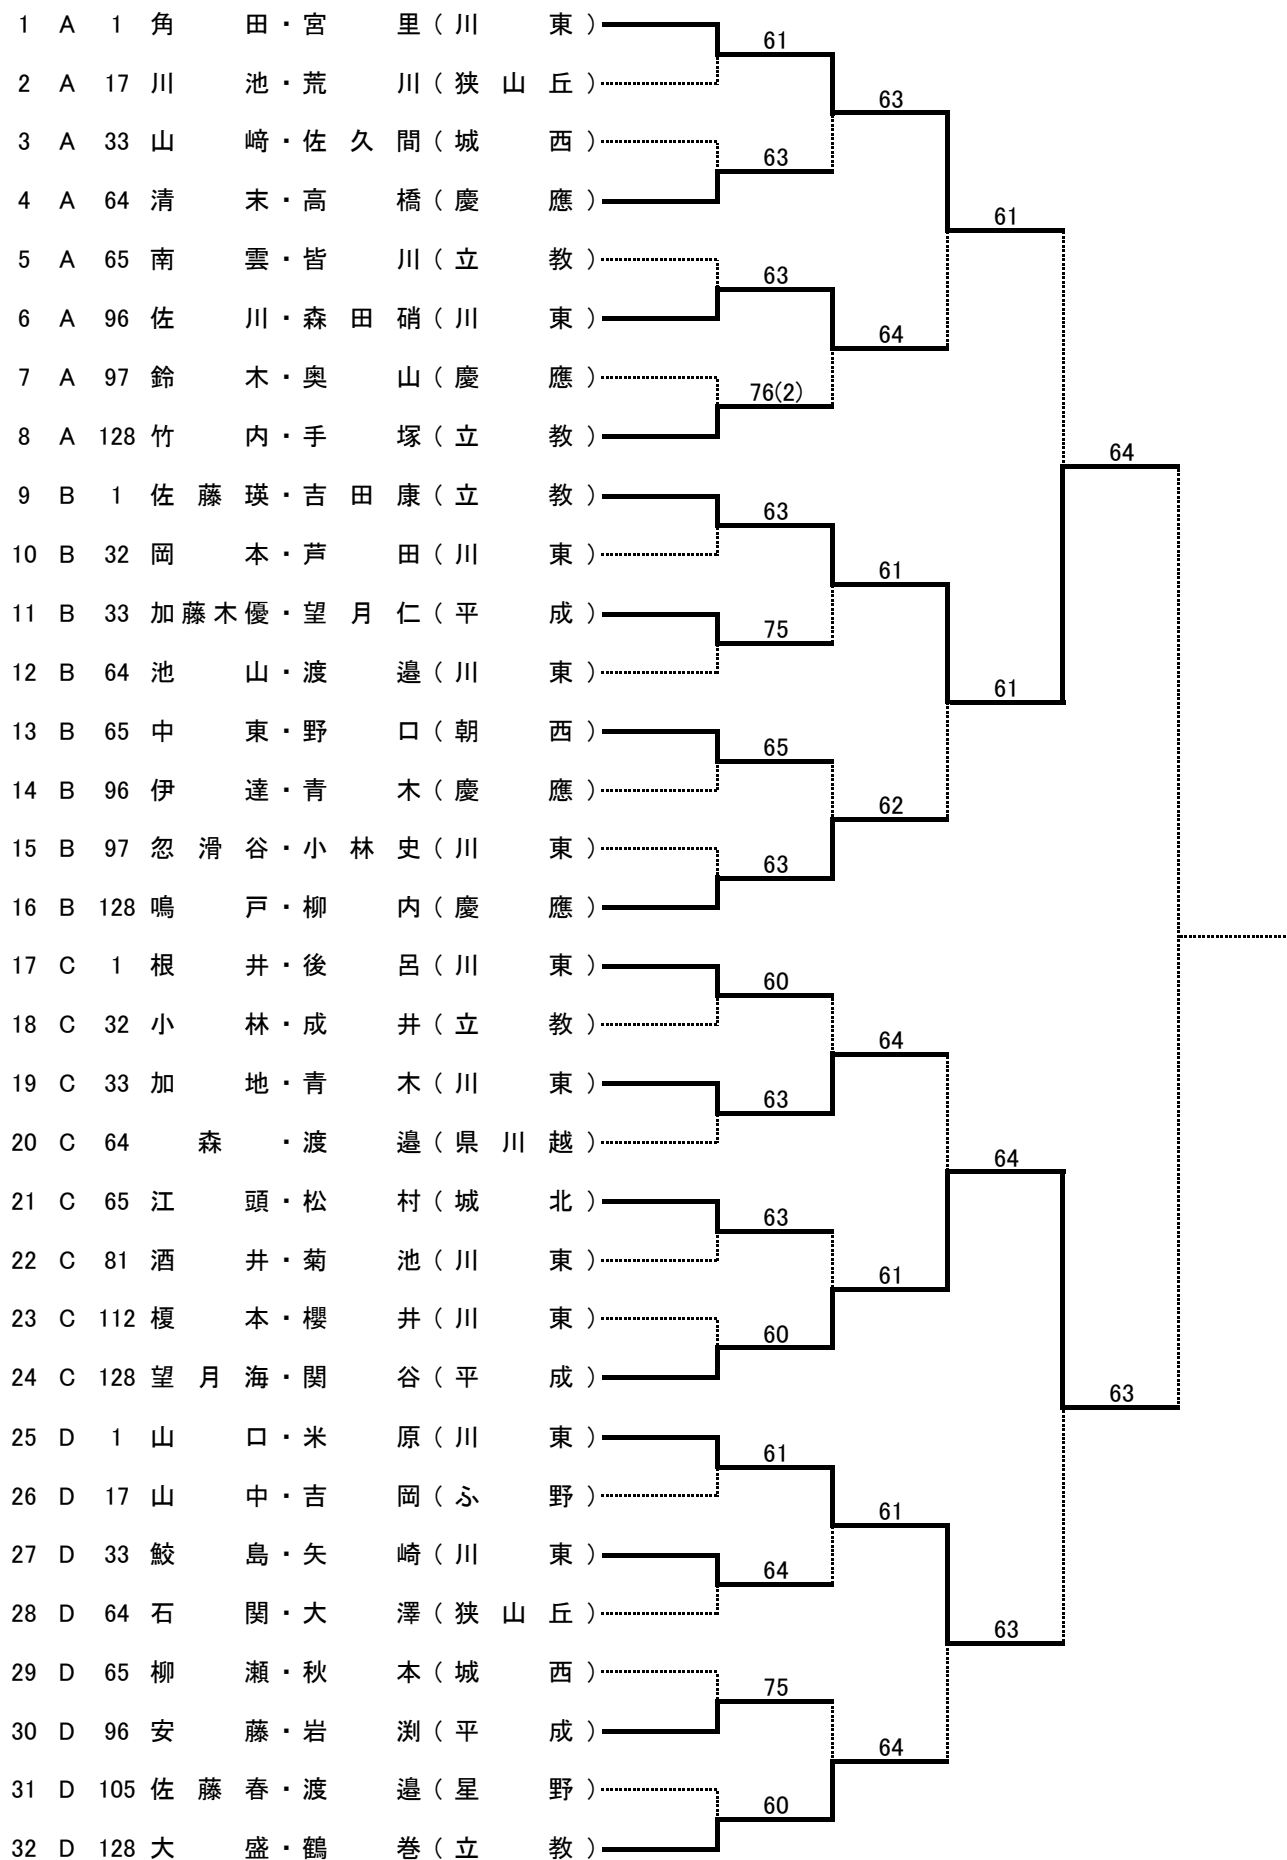 1 A 1 角田・宮里(川東)
61
2 A 17 川池・荒川(狭山丘)
63
3 A 33 山﨑・佐久間(城西)
63
4 A 64 清末・高橋(慶應)
61
5 A 65 南雲・皆川(立教)
63
6 A 96 佐川・森田硝(川東)
64
7 A 97 鈴木・奥山(慶應)
76(2)
8 A 128 竹内・手塚(立教)
64
9 B 1 佐藤瑛・吉田康(立教)
63
10 B 32 岡本・芦田(川東)
61
11 B 33 加藤木優・望月仁(平成)
75
12 B 64 池山・渡邉(川東)
61
13 B 65 中東・野口(朝西)
65
14 B 96 伊達・青木(慶應)
62
15 B 97 忽滑谷・小林史(川東)
63
16 B 128 鳴戸・柳内(慶應)
17 C 1 根井・後呂(川東)
60
18 C 32 小林・成井(立教)
64
19 C 33 加地・青木(川東)
63
20 C 64 森・渡邉(県川越)
64
21 C 65 江頭・松村(城北)
63
22 C 81 酒井・菊池(川東)
61
23 C 112 榎本・櫻井(川東)
60
24 C 128 望月海・関谷(平成)
63
25 D 1 山口・米原(川東)
61
26 D 17 山中・吉岡(ふ野)
61
27 D 33 鮫島・矢崎(川東)
64
28 D 64 石関・大澤(狭山丘)
63
29 D 65 柳瀬・秋本(城西)
75
30 D 96 安藤・岩渕(平成)
64
31 D 105 佐藤春・渡邉(星野)
60
32 D 128 大盛・鶴巻(立教)